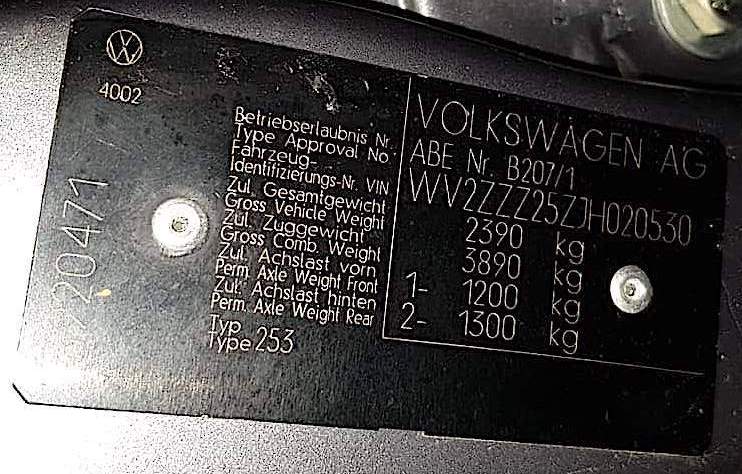 4002
Betriebserlaubnis Nr.
Type Approval No
Fahrzeug-
Identifizierungs-Nr. VIN
Zul. Gesamtgewicht
Gross Vehicle Weight
Zul. Zuggewicht
Gross Comb. Weight
Zul. Achslast vorn
Perm. Axle Weight Front
Zul. Achslast hinten
Perm. Axle Weight Rear
Typ
Type 253
VOLKSWAGEN AG
ABE Nr. B207/1
WV2ZZZ25ZJH020530
2390 kg
3890 kg
1- 1200 kg
2- 1300 kg
20471